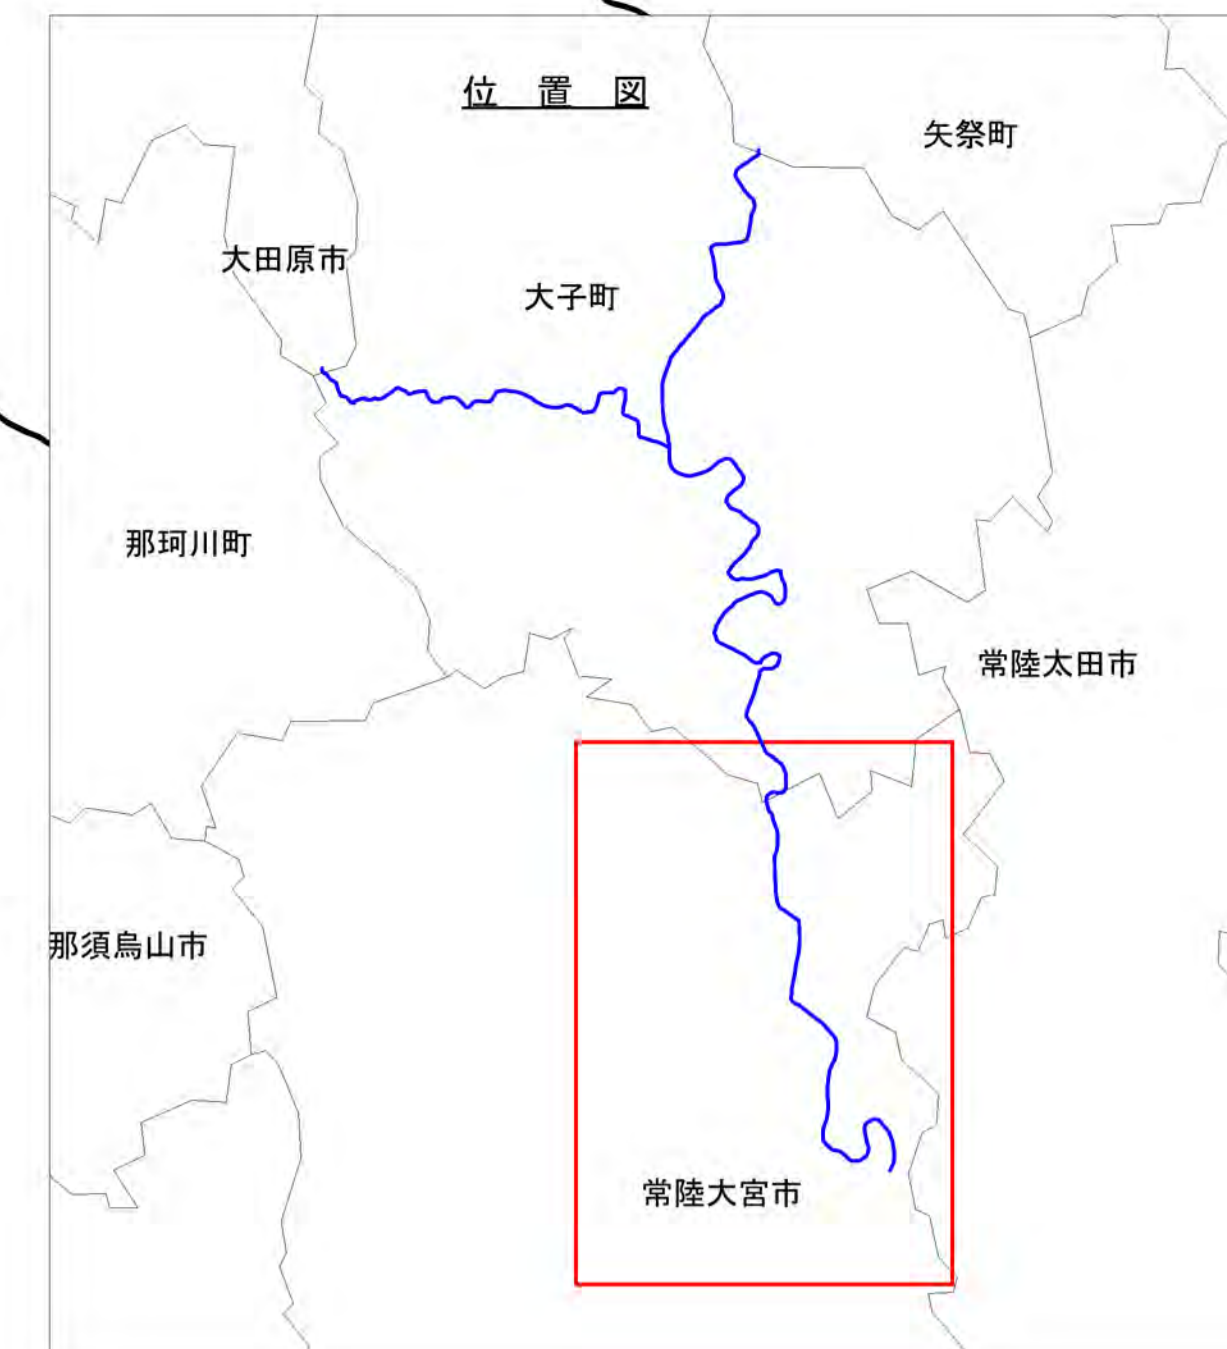 位 置 図
矢祭町
大田原市
大子町
那珂川町
常陸太田市
那須烏山市
常陸大宮市